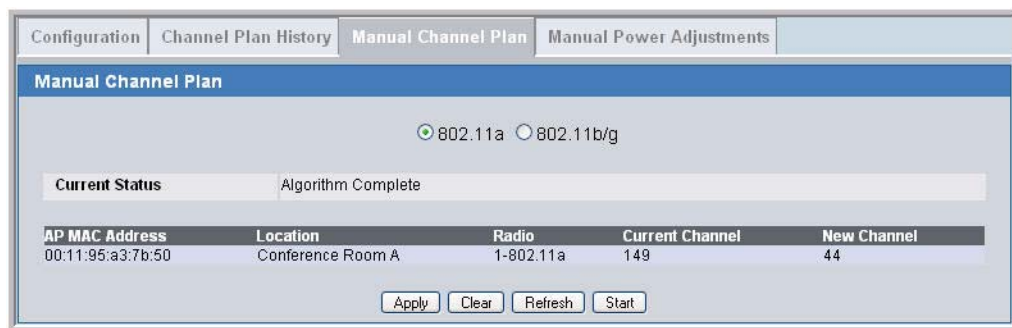 Configuration Channel Plan History Manual Channel Plan Manual Power Adjustments
Manual Channel Plan
802.11a 802.11b/g
Current Status Algorithm Complete
AP MAC Address Location Radio Current Channel New Channel
00:11:95:a3:7b:50 Conference Room A 1-802.11a 149 44
Apply Clear Refresh Start